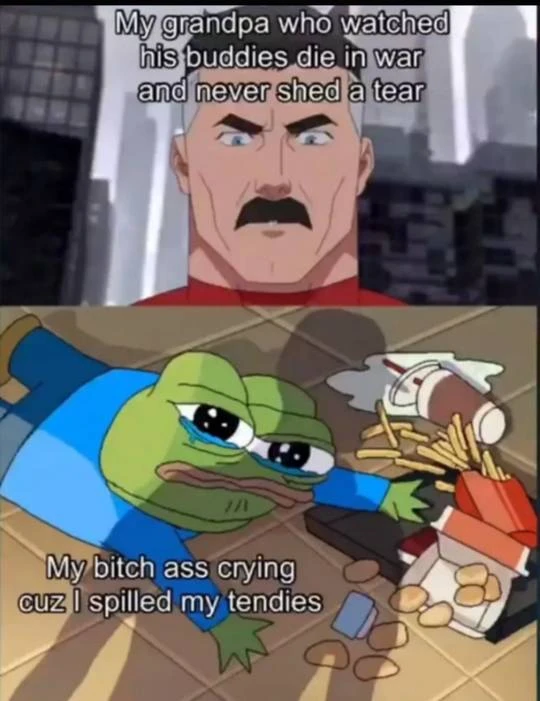 My grandpa who watched
his buddies die in war
and never shed a tear
My bitch ass crying
cuz I spilled my tendies